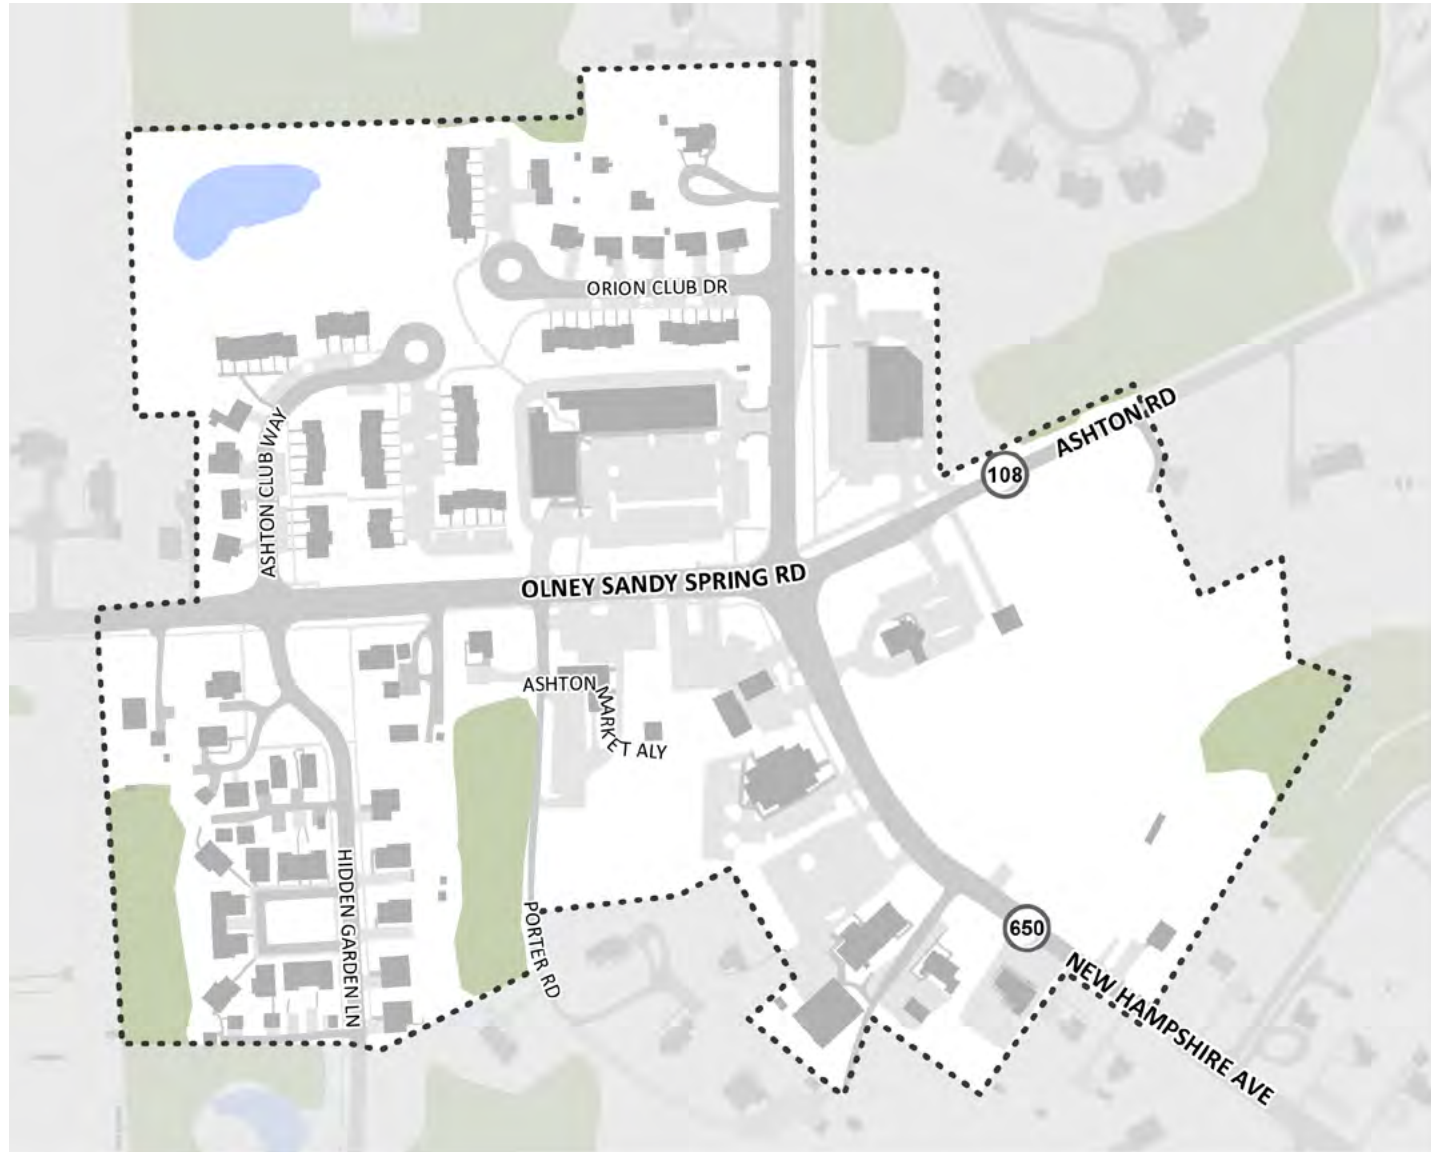 ORION CLUB DR
ASHTON RD
108
ASHTON CLUB WAY
OLNEY SANDY SPRING RD
ASHTON MARKET ALY
HIDDEN GARDEN LN
PORTER RD
650
NEW HAMPSHIRE AVE